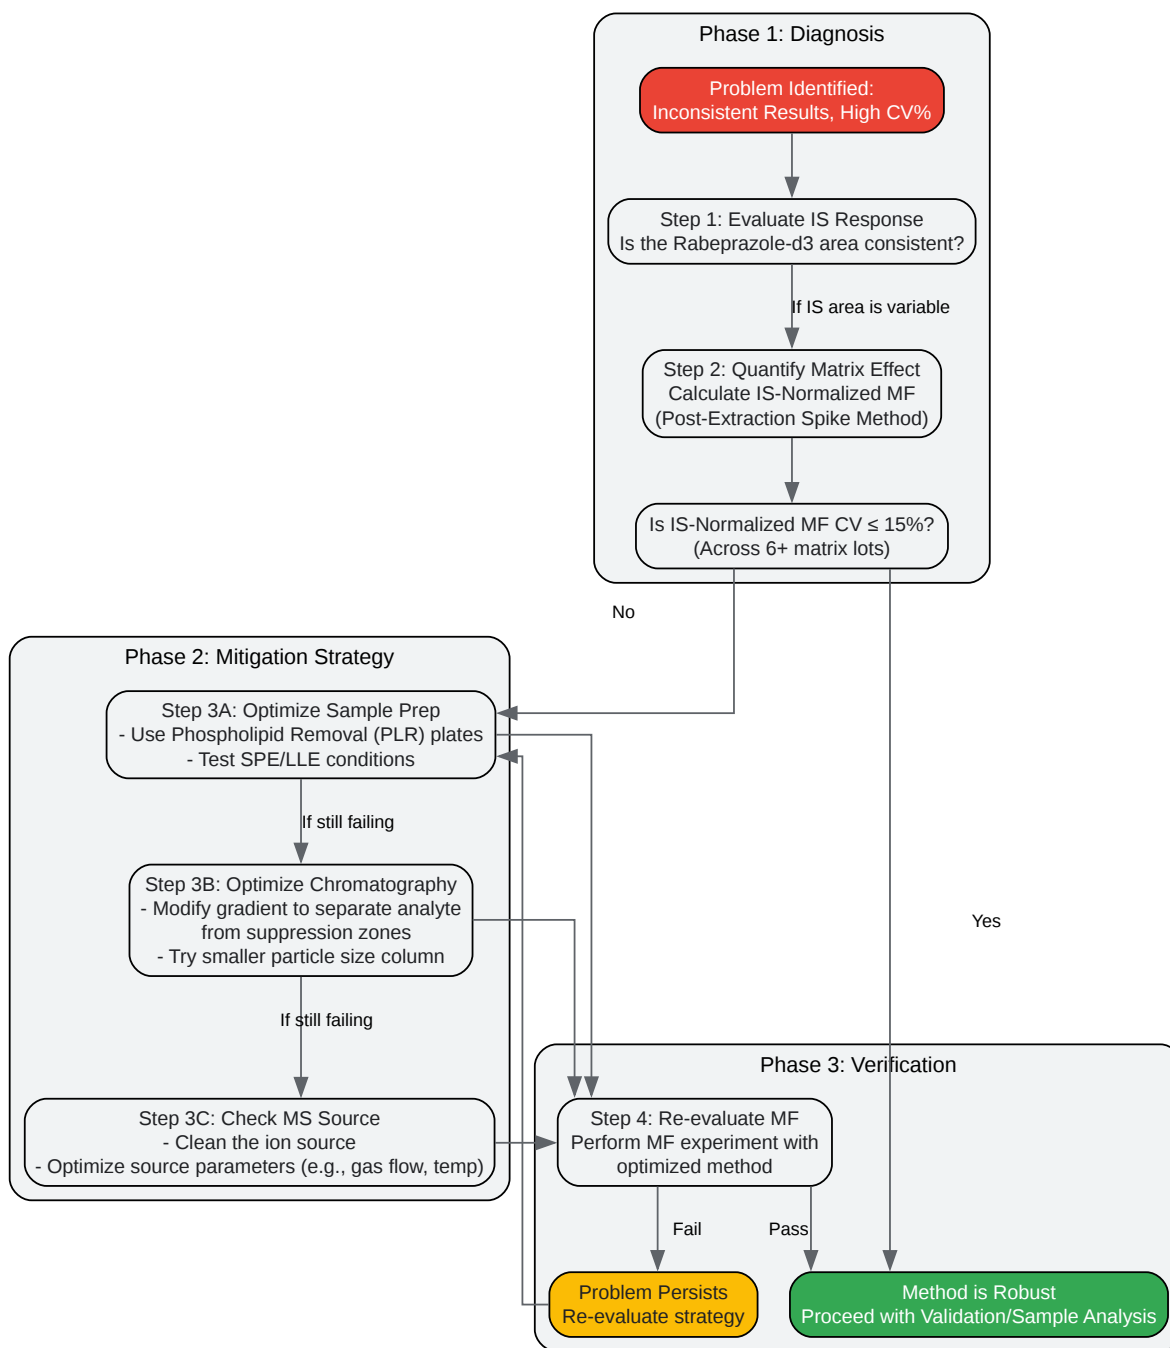 Phase 1: Diagnosis
Problem Identified:
Inconsistent Results, High CV%
Step 1: Evaluate IS Response
Is the Rabeprazole-d3 area consistent?
If IS area is variable
Step 2: Quantify Matrix Effect
Calculate IS-Normalized MF
(Post-Extraction Spike Method)
Is IS-Normalized MF CV ≤ 15%?
(Across 6+ matrix lots)
No
Yes
Phase 2: Mitigation Strategy
Step 3A: Optimize Sample Prep
- Use Phospholipid Removal (PLR) plates
- Test SPE/LLE conditions
If still failing
Step 3B: Optimize Chromatography
- Modify gradient to separate analyte
from suppression zones
- Try smaller particle size column
If still failing
Step 3C: Check MS Source
- Clean the ion source
- Optimize source parameters (e.g., gas flow, temp)
Phase 3: Verification
Step 4: Re-evaluate MF
Perform MF experiment with
optimized method
Fail
Pass
Problem Persists
Re-evaluate strategy
Method is Robust
Proceed with Validation/Sample Analysis